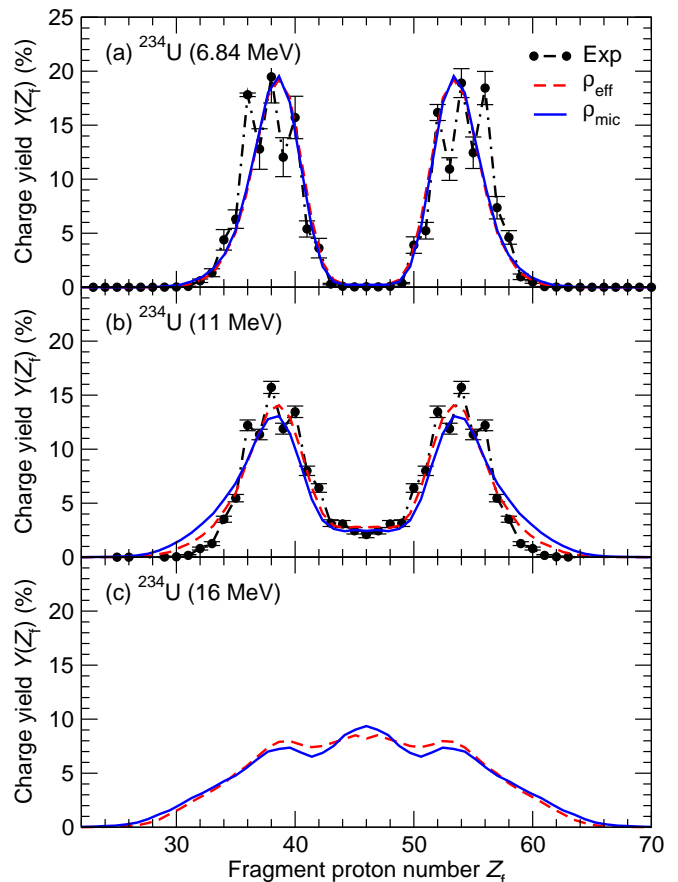 (a) ²³⁴U (6.84 MeV)
Exp
ρeff
ρmic
Charge yield Y(Zf) (%)
25
20
15
10
5
0
(b) ²³⁴U (11 MeV)
Charge yield Y(Zf) (%)
20
15
10
5
0
(c) ²³⁴U (16 MeV)
Charge yield Y(Zf) (%)
20
15
10
5
0
30 40 50 60 70
Fragment proton number Zf